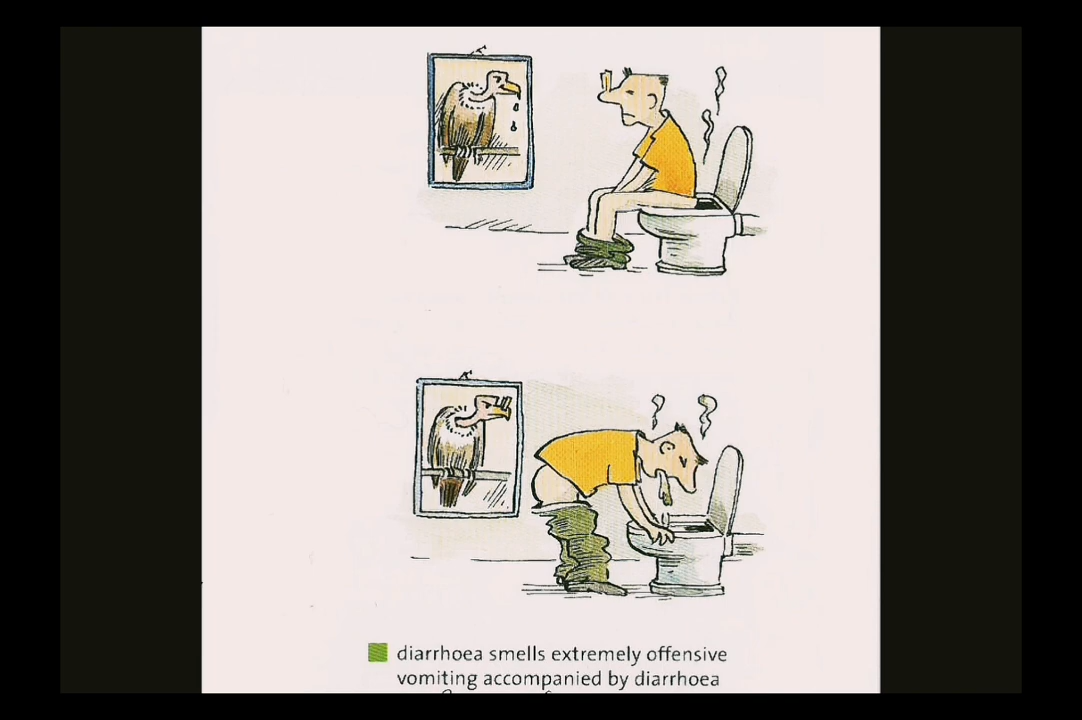 diarrhoea smells extremely offensive
vomiting accompanied by diarrhoea